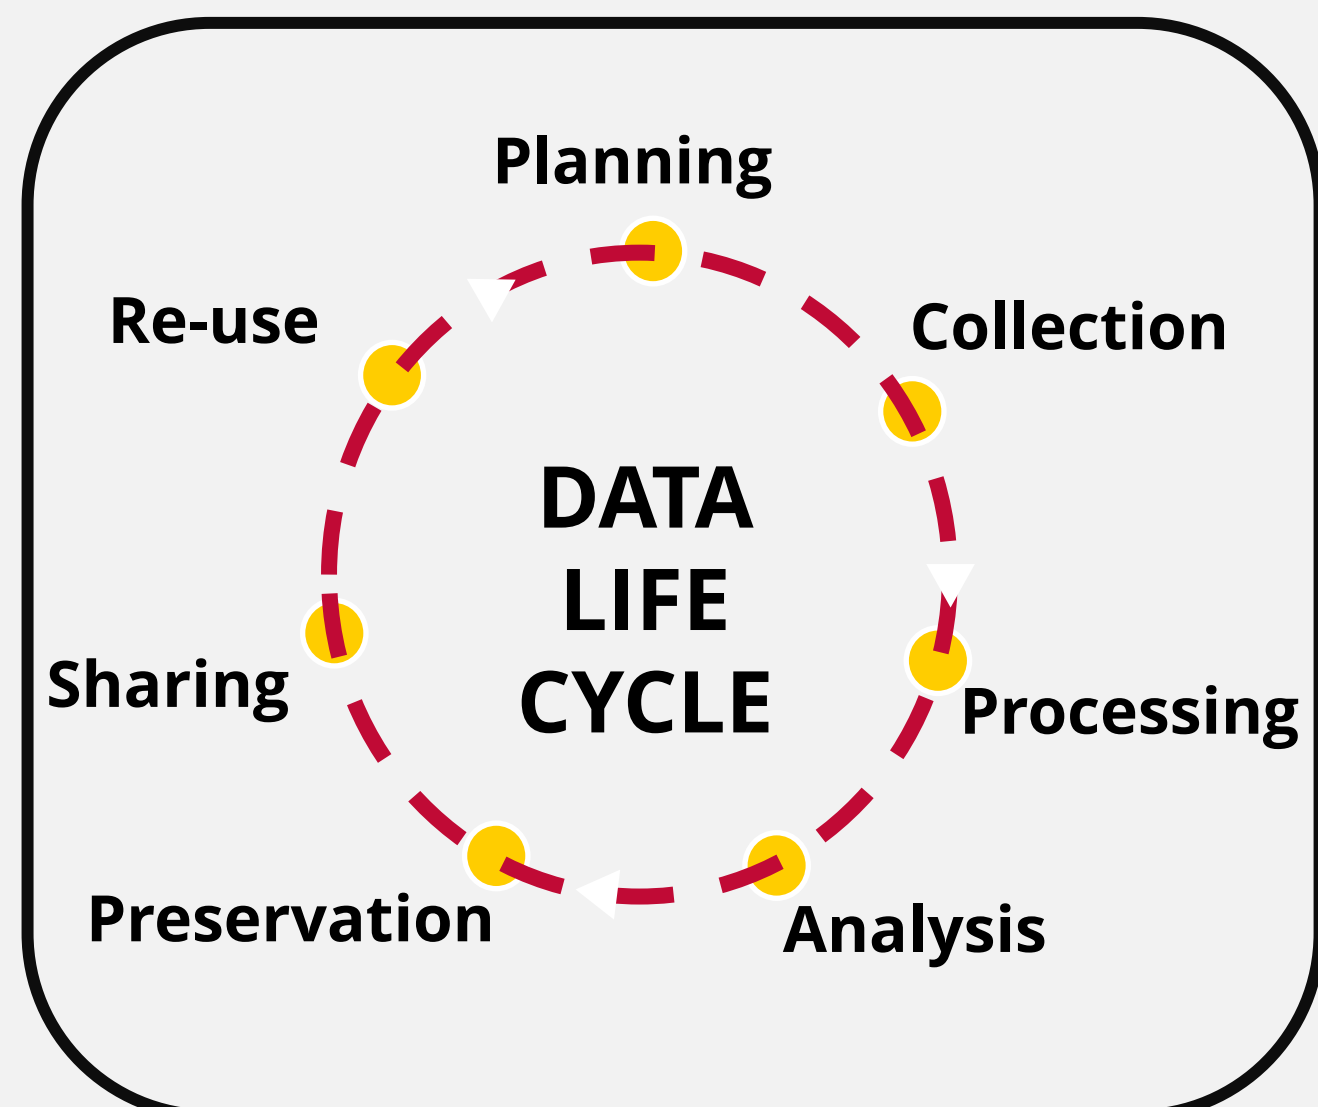 Planning
Collection
Processing
Analysis
Preservation
Sharing
Re-use
DATA
LIFE
CYCLE